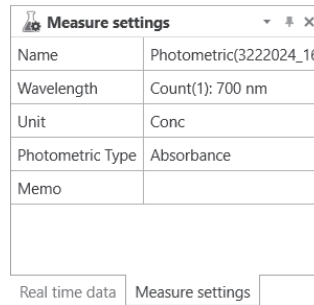 Measure settings
Name Photometric(3222024_16
Wavelength Count(1): 700 nm
Unit Conc
Photometric Type Absorbance
Memo
Real time data Measure settings